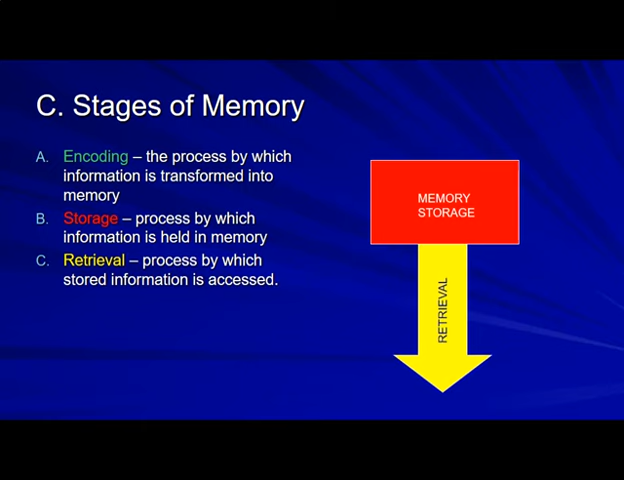 C. Stages of Memory
A. Encoding – the process by which
information is transformed into
memory
B. Storage – process by which
information is held in memory
C. Retrieval – process by which
stored information is accessed.
MEMORY
STORAGE
RETRIEVAL